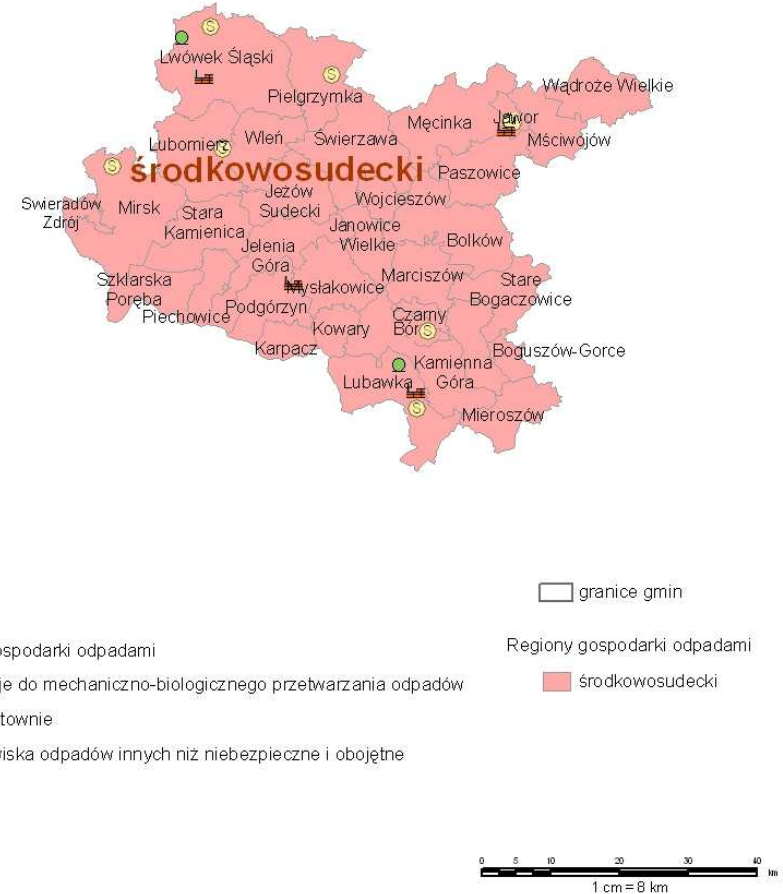 S
Lwówek Śląski
S
Pielgrzymka
Wądroże Wielkie
Męcinka
Jawor
S
Mściwojów
Lubomierz
S
Wleń
Świerzawa
S
środkowosudecki
Paszowice
Swieradów
Zdrój
Mirsk
Stara
Kamienica
Jeżów
Sudecki
Wojcieszów
Janowice
Wielkie
Bolków
Jelenia
Góra
Marciszów
Szklarska
Poręba
Mysłakowice
Stare
Bogaczowice
Piechowice
Podgórzyn
Kowary
Czarny
Bór
S
Karpacz
Boguszów-Gorce
Kamienna
Góra
Lubawka
S
Mieroszów
granice gmin
Regiony gospodarki odpadami
środkowosudecki
ospodarki odpadami
je do mechaniczno-biologicznego przetwarzania odpadów
townie
iska odpadów innych niż niebezpieczne i obojętne
0 5 10 20 30 40
km
1 cm = 8 km